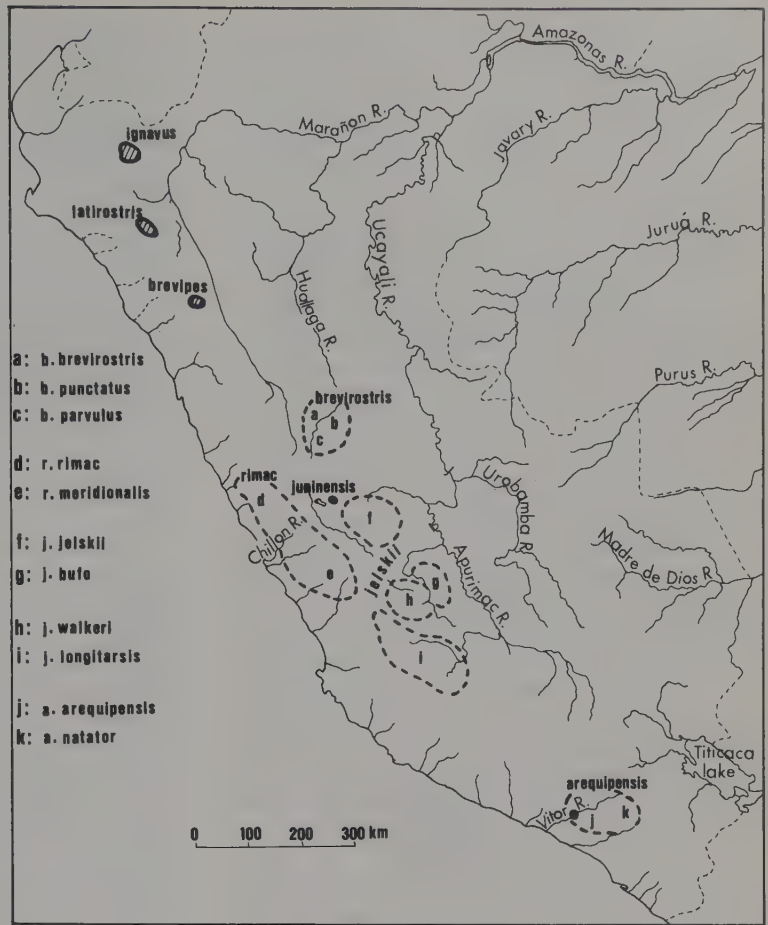 Amazonas R.
Marañon R.
Javary R.
ignavus
latirostris
Juruá R.
Ucayali R.
brevipes
Huallaga R.
a: b. brevirostris
b: b. punctatus
c: b. parvulus
d: r. rimac
e: r. meridionalis
f: j. jelskii
g: j. bufo
h: j. walkeri
i: j. longitarsis
j: a. arequipensis
k: a. natator
Purus R.
brevirostris
a
b
c
rimac
d
juninensis
f
Urobamba R.
Chillon R.
e
jelskii
g
h
Apurimac R.
Madre de Dios R
i
Titicaca
lake
arequipensis
Vitor R.
j
k
0 100 200 300 km